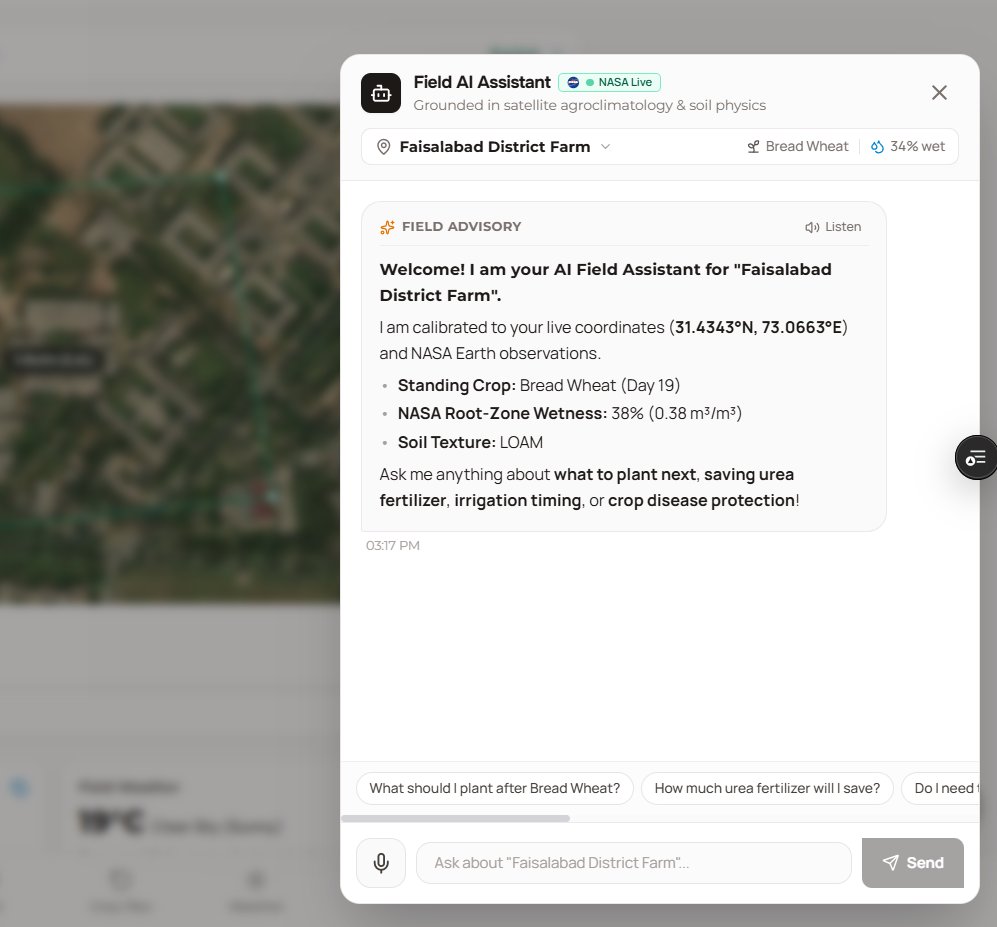 Field AI Assistant
NASA Live
Grounded in satellite agroclimatology & soil physics
Faisalabad District Farm
Bread Wheat
34% wet
FIELD ADVISORY
Listen
Welcome! I am your AI Field Assistant for "Faisalabad
District Farm".
I am calibrated to your live coordinates (31.4343°N, 73.0663°E)
and NASA Earth observations.
• Standing Crop: Bread Wheat (Day 19)
• NASA Root-Zone Wetness: 38% (0.38 m³/m³)
• Soil Texture: LOAM
Ask me anything about what to plant next, saving urea
fertilizer, irrigation timing, or crop disease protection!
03:17 PM
What should I plant after Bread Wheat?
How much urea fertilizer will I save?
Do I need
19°C
Ask about "Faisalabad District Farm"...
Send